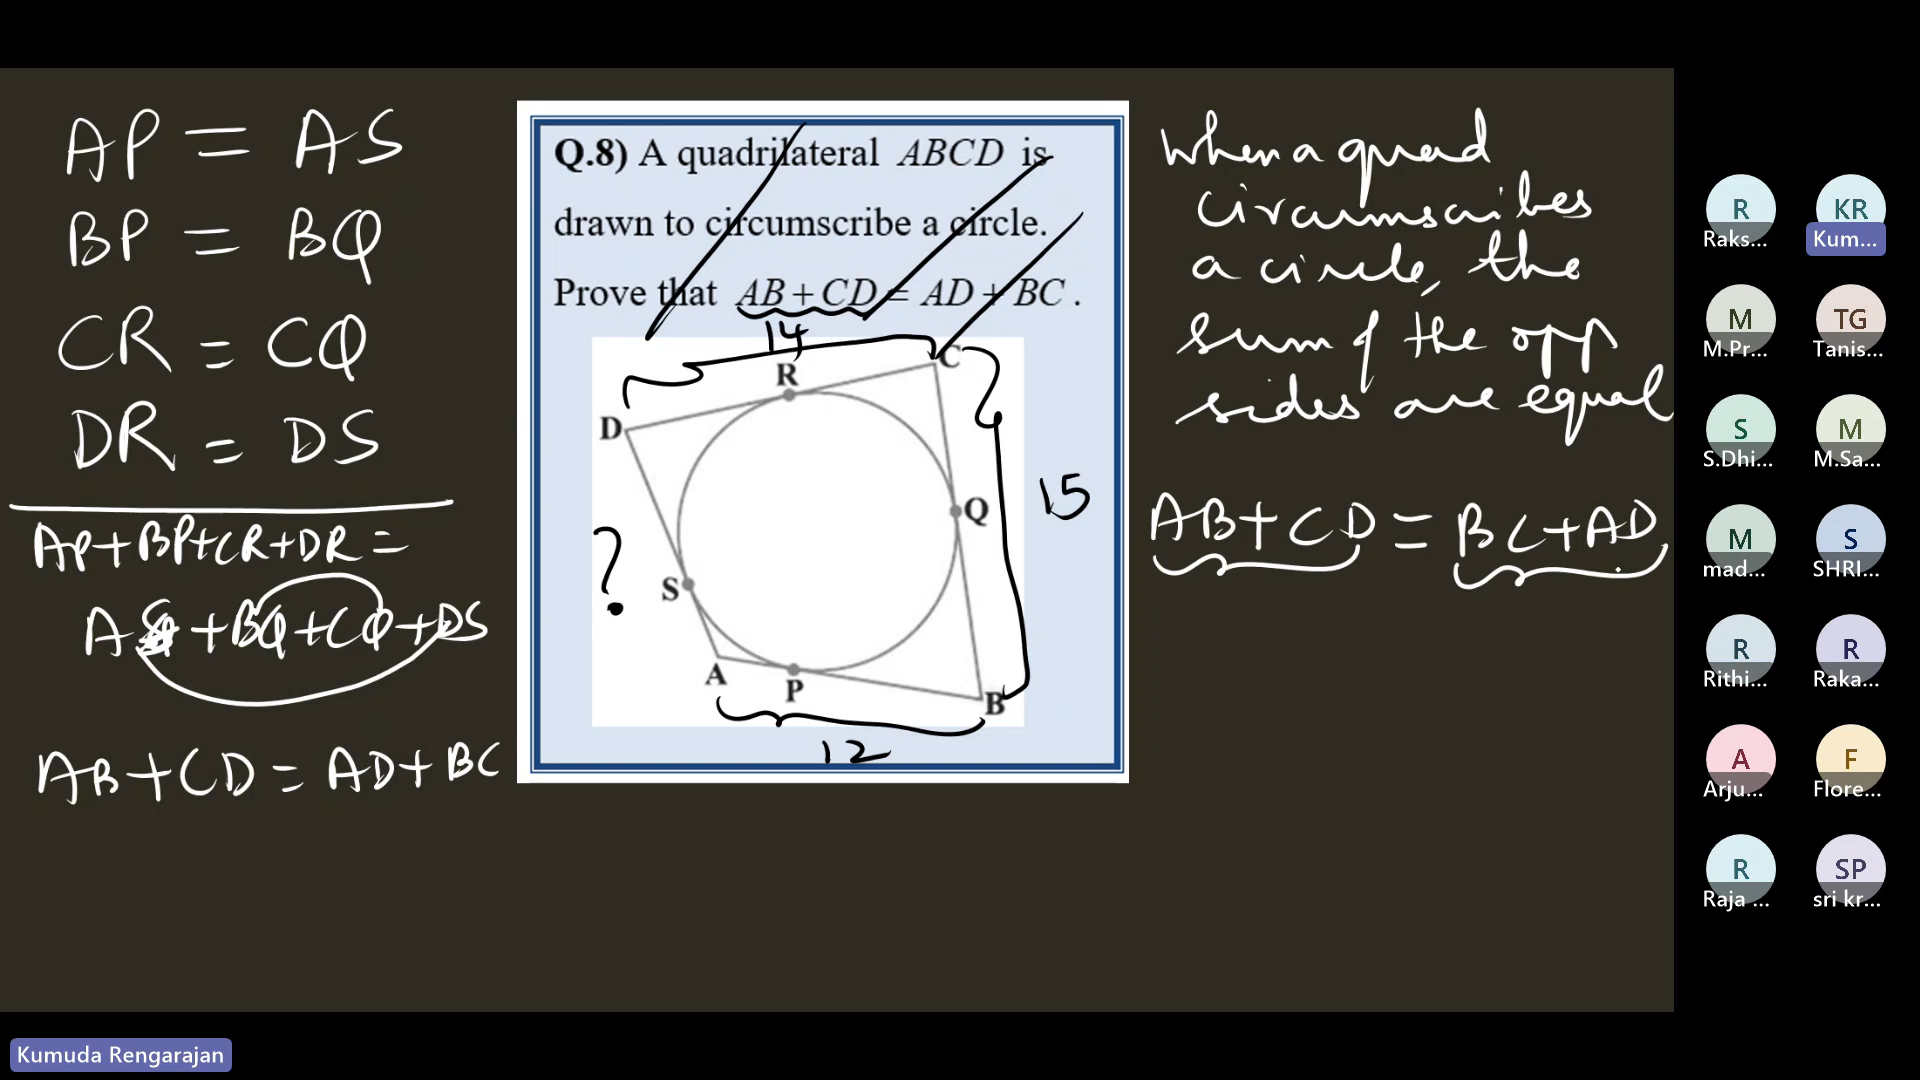 AP = AS
BP = BQ
CR = CQ
DR = DS
AP+BP+CR+DR =
AS +BQ+CQ+DS
AB+CD = AD+BC
Q.8) A quadrilateral ABCD is
drawn to circumscribe a circle.
Prove that AB+CD = AD+BC.
14
C
R
D
15
Q
?
S
A
P
B
12
When a quad
circumscribes
a circle, the
sum of the opp
sides are equal
AB+CD = BC+AD
R
Raks...
KR
Kum...
M
M.Pr...
TG
Tanis...
S
S.Dhi...
M
M.Sa...
M
mad...
S
SHRI...
R
Rithi...
R
Raka...
A
Arju...
F
Flore...
R
Raja ...
SP
sri kr...
Kumuda Rengarajan